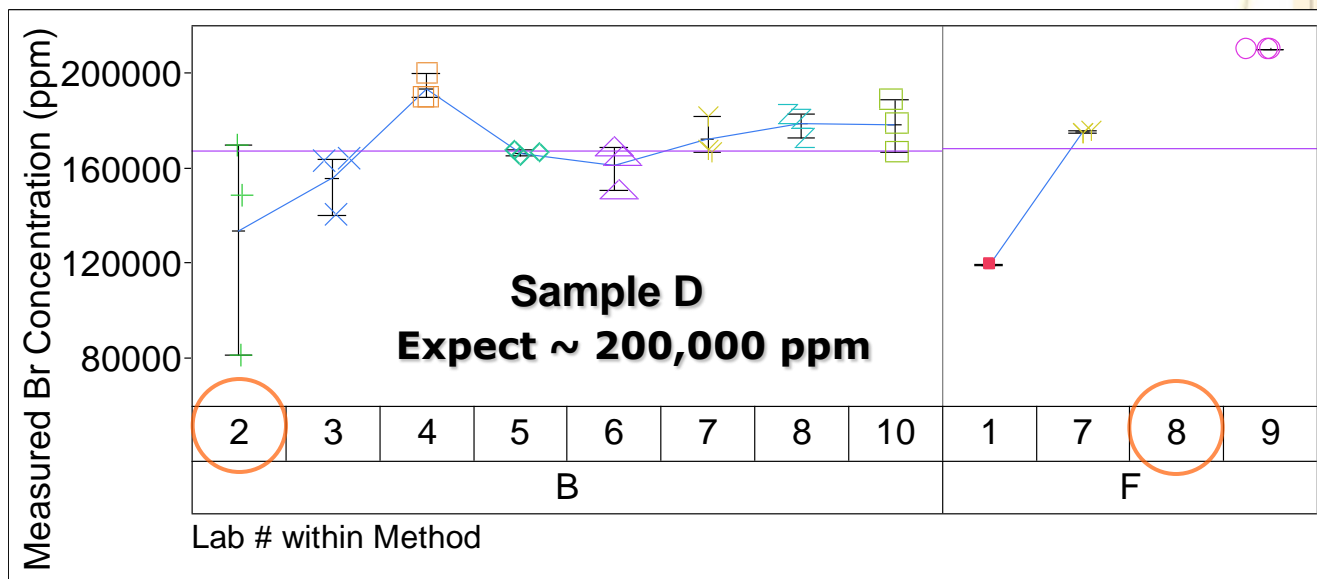 Measured Br Concentration (ppm)
200000
160000
120000
80000
Sample D
Expect ~ 200,000 ppm
2 3 4 5 6 7 8 10 1 7 8 9
B F
Lab # within Method